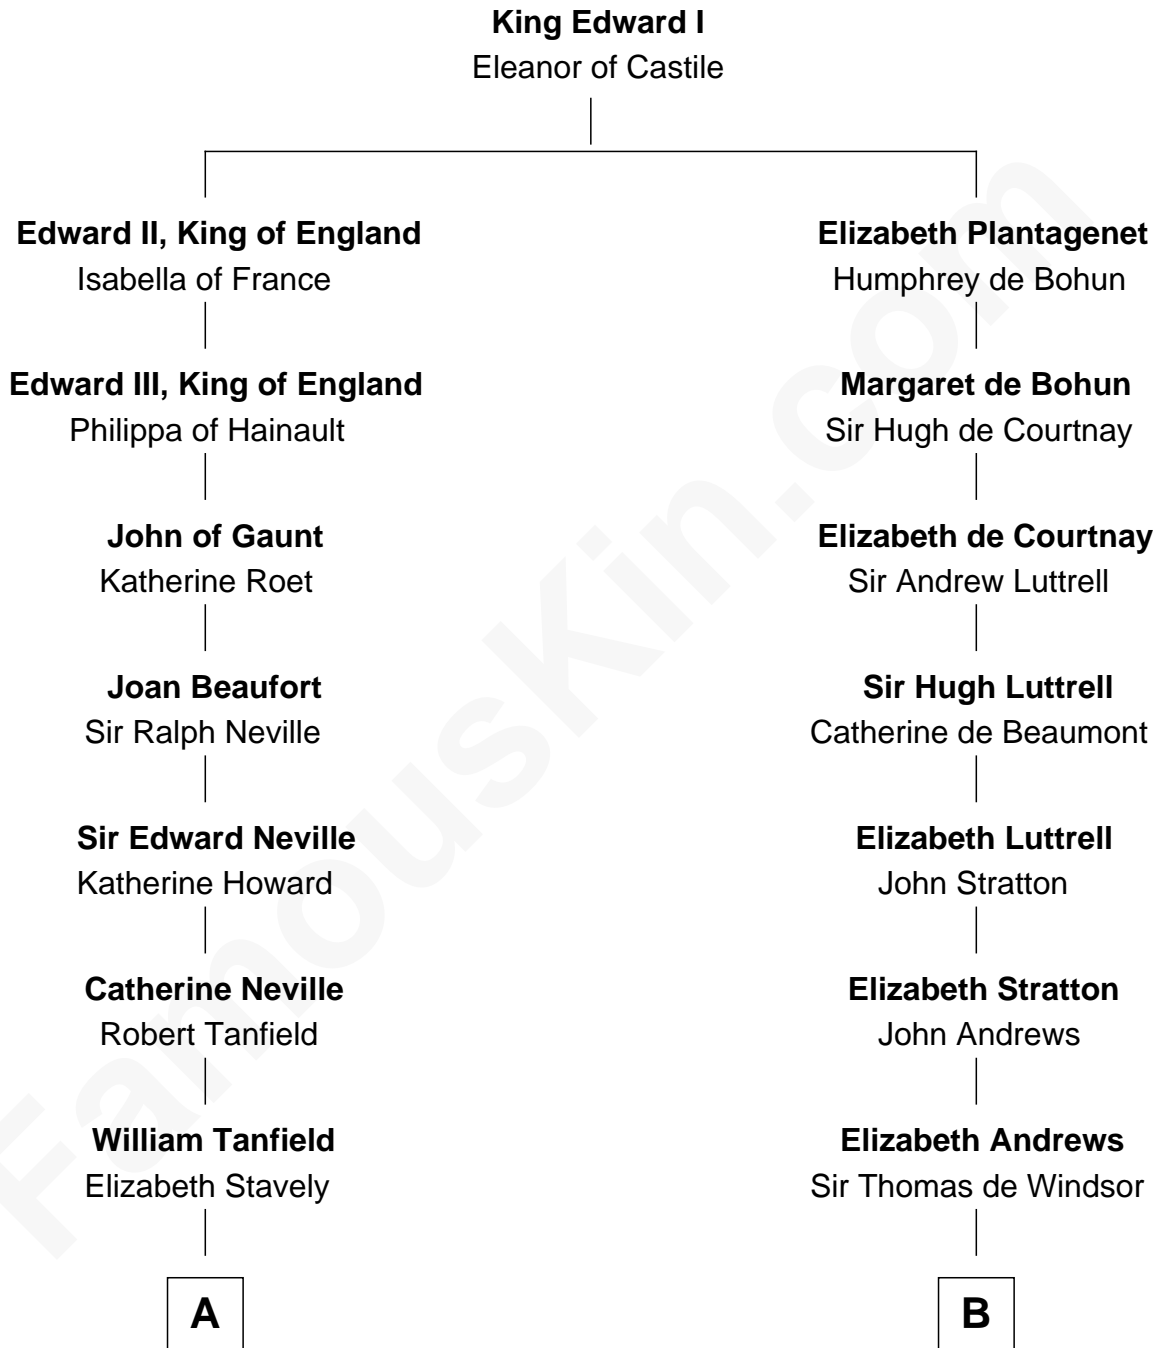 King Edward I
Eleanor of Castile
Edward II, King of England
Isabella of France
Elizabeth Plantagenet
Humphrey de Bohun
Edward III, King of England
Philippa of Hainault
Margaret de Bohun
Sir Hugh de Courtnay
John of Gaunt
Katherine Roet
Elizabeth de Courtnay
Sir Andrew Luttrell
Joan Beaufort
Sir Ralph Neville
Sir Hugh Luttrell
Catherine de Beaumont
Sir Edward Neville
Katherine Howard
Elizabeth Luttrell
John Stratton
Catherine Neville
Robert Tanfield
Elizabeth Stratton
John Andrews
William Tanfield
Elizabeth Stavely
Elizabeth Andrews
Sir Thomas de Windsor
A
B
FamousKin.com